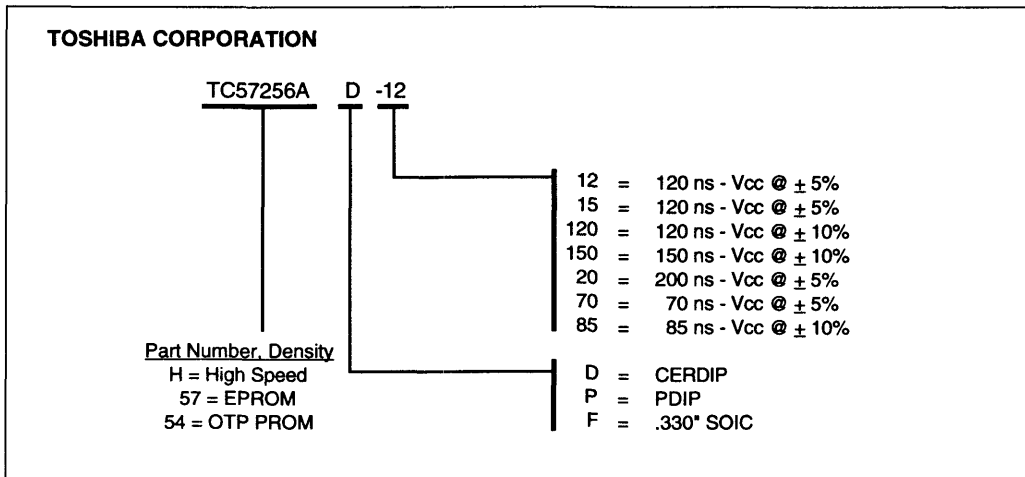 TOSHIBA CORPORATION
TC57256A D -12
12 = 120 ns - Vcc @ ± 5%
15 = 120 ns - Vcc @ ± 5%
120 = 120 ns - Vcc @ ± 10%
150 = 150 ns - Vcc @ ± 10%
20 = 200 ns - Vcc @ ± 5%
70 = 70 ns - Vcc @ ± 5%
85 = 85 ns - Vcc @ ± 10%
Part Number, Density
H = High Speed
57 = EPROM
54 = OTP PROM
D = CERDIP
P = PDIP
F = .330" SOIC